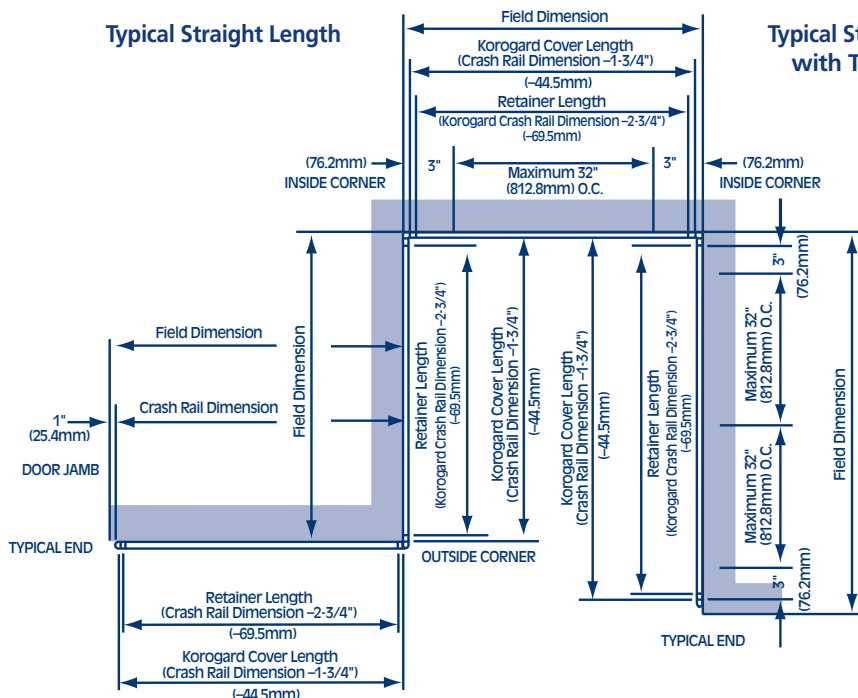 Typical Straight Length
Field Dimension
Typical St
with T
Korogard Cover Length
(Crash Rail Dimension –1-3/4")
(–44.5mm)
Retainer Length
(Korogard Crash Rail Dimension –2-3/4")
(–69.5mm)
(76.2mm)
INSIDE CORNER
3"
Maximum 32"
(812.8mm) O.C.
3"
(76.2mm)
INSIDE CORNER
Field Dimension
Crash Rail Dimension
1"
(25.4mm)
DOOR JAMB
TYPICAL END
Field Dimension
Retainer Length
(Korogard Crash Rail Dimension –2-3/4")
(–69.5mm)
Korogard Cover Length
(Crash Rail Dimension –1-3/4")
(–44.5mm)
Korogard Cover Length
(Crash Rail Dimension –1-3/4")
(–44.5mm)
Retainer Length
(Korogard Crash Rail Dimension –2-3/4")
(–69.5mm)
3"
(76.2mm)
Maximum 32"
(812.8mm) O.C.
Maximum 32"
(812.8mm) O.C.
3"
(76.2mm)
Field Dimension
OUTSIDE CORNER
TYPICAL END
Retainer Length
(Crash Rail Dimension –2-3/4")
(–69.5mm)
Korogard Cover Length
(Crash Rail Dimension –1-3/4")
(–44.5mm)